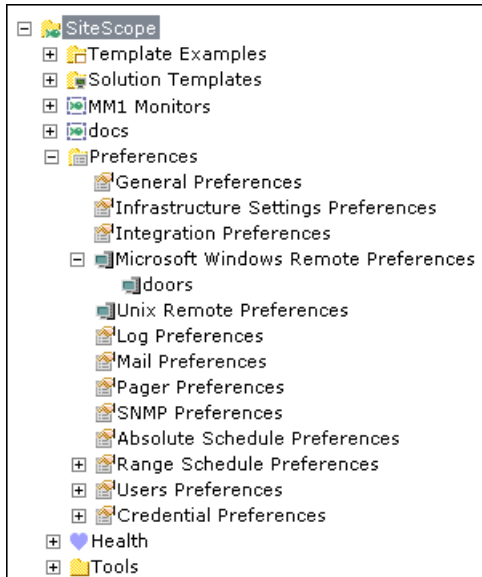 SiteScope
Template Examples
Solution Templates
MM1 Monitors
docs
Preferences
General Preferences
Infrastructure Settings Preferences
Integration Preferences
Microsoft Windows Remote Preferences
doors
Unix Remote Preferences
Log Preferences
Mail Preferences
Pager Preferences
SNMP Preferences
Absolute Schedule Preferences
Range Schedule Preferences
Users Preferences
Credential Preferences
Health
Tools